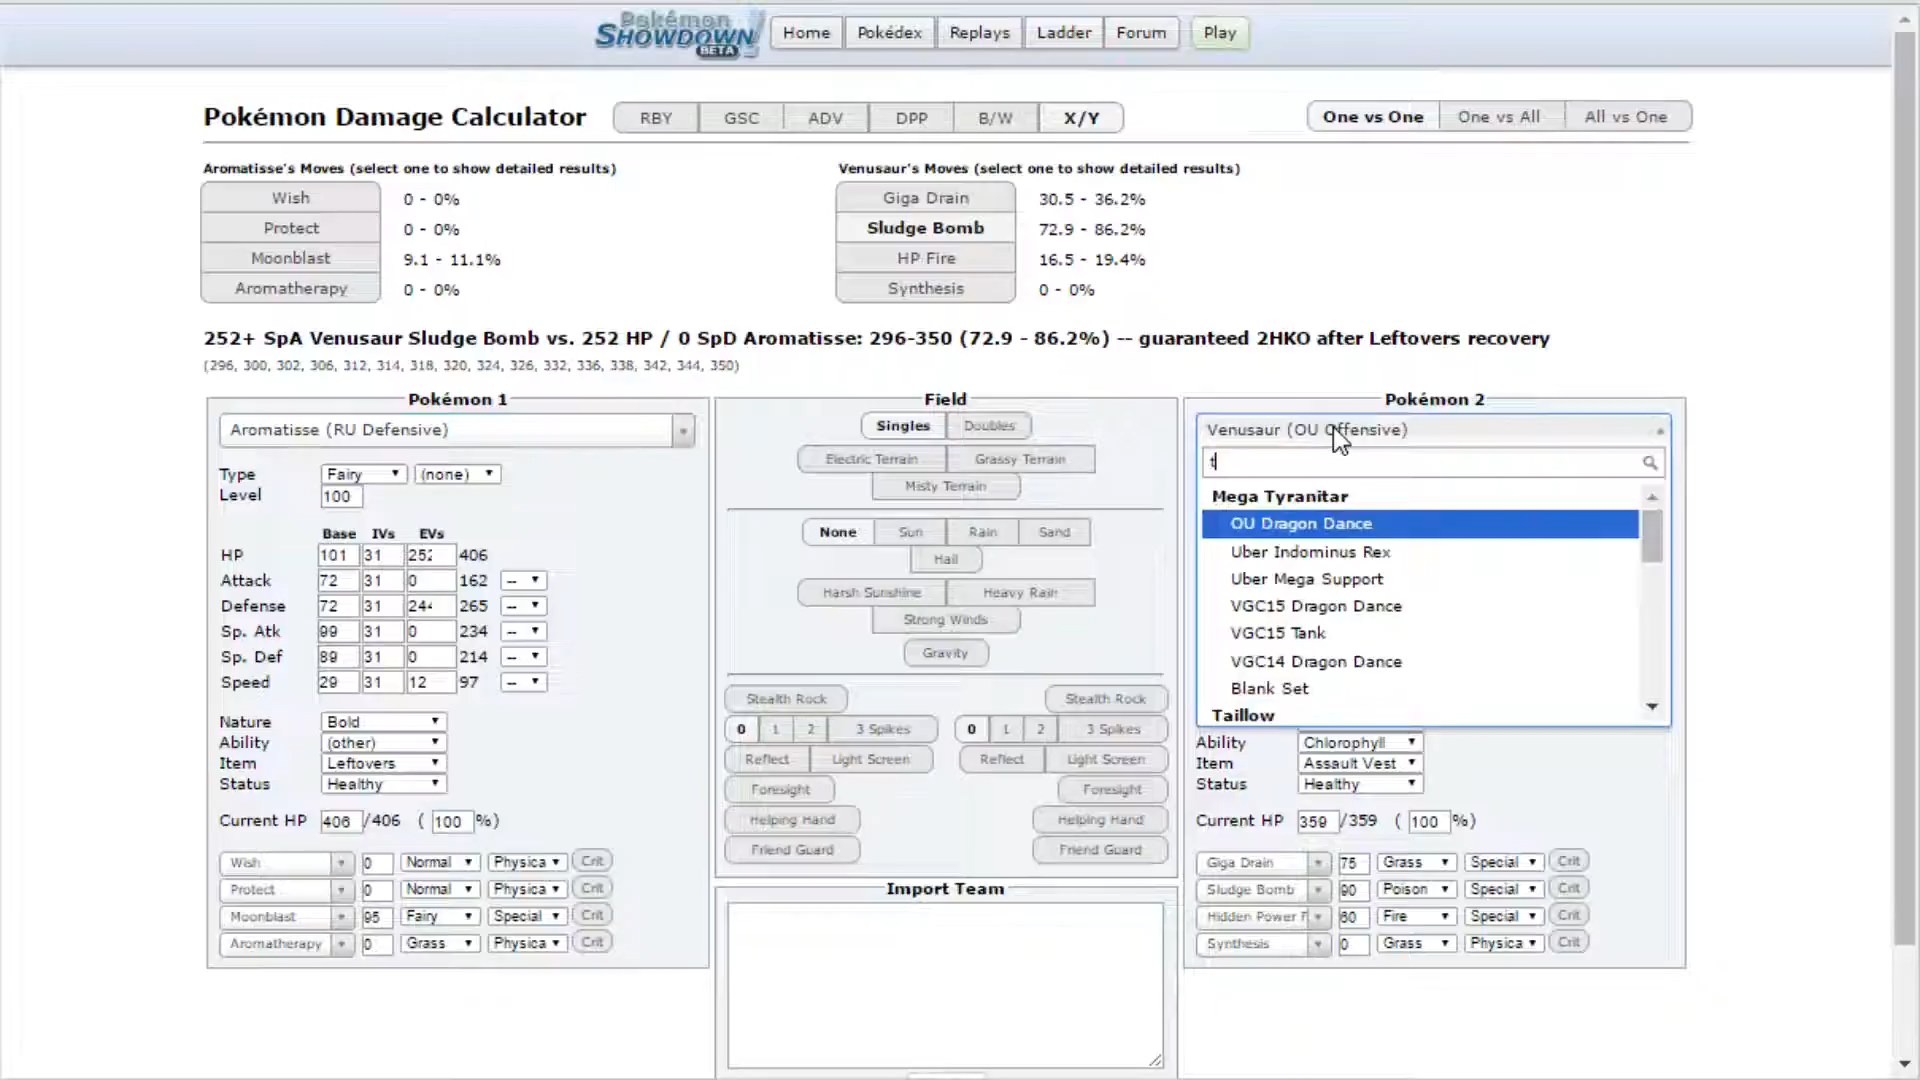 Pokémon SHOWDOWN! BETA Home Pokédex Replays Ladder Forum Play
Pokémon Damage Calculator RBY GSC ADV DPP B/W X/Y One vs One One vs All All vs One
Aromatisse's Moves (select one to show detailed results) Venusaur's Moves (select one to show detailed results)
Wish 0 - 0% Giga Drain 30.5 - 36.2%
Protect 0 - 0% Sludge Bomb 72.9 - 86.2%
Moonblast 9.1 - 11.1% HP Fire 16.5 - 19.4%
Aromatherapy 0 - 0% Synthesis 0 - 0%
252+ SpA Venusaur Sludge Bomb vs. 252 HP / 0 SpD Aromatisse: 296-350 (72.9 - 86.2%) -- guaranteed 2HKO after Leftovers recovery
(296, 300, 302, 306, 312, 314, 318, 320, 324, 326, 332, 336, 338, 342, 344, 350)
Pokémon 1
Aromatisse (RU Defensive)
Type Fairy (none)
Level 100
Base IVs EVs
HP 101 31 252 406
Attack 72 31 0 162 --
Defense 72 31 244 265 --
Sp. Atk 99 31 0 234 --
Sp. Def 89 31 0 214 --
Speed 29 31 12 97 --
Nature Bold
Ability (other)
Item Leftovers
Status Healthy
Current HP 406 /406 ( 100 %)
Wish 0 Normal Physica Crit
Protect 0 Normal Physica Crit
Moonblast 95 Fairy Special Crit
Aromatherapy 0 Grass Physica Crit
Field
Singles Doubles
Electric Terrain Grassy Terrain
Misty Terrain
None Sun Rain Sand
Hail
Harsh Sunshine Heavy Rain
Strong Winds
Gravity
Stealth Rock Stealth Rock
0 1 2 3 Spikes 0 1 2 3 Spikes
Reflect Light Screen Reflect Light Screen
Foresight Foresight
Helping Hand Helping Hand
Friend Guard Friend Guard
Import Team
Pokémon 2
Venusaur (OU Offensive)
t
Mega Tyranitar
OU Dragon Dance
Uber Indominus Rex
Uber Mega Support
VGC15 Dragon Dance
VGC15 Tank
VGC14 Dragon Dance
Blank Set
Taillow
Ability Chlorophyll
Item Assault Vest
Status Healthy
Current HP 359 /359 ( 100 %)
Giga Drain 75 Grass Special Crit
Sludge Bomb 90 Poison Special Crit
Hidden Power F 60 Fire Special Crit
Synthesis 0 Grass Physica Crit